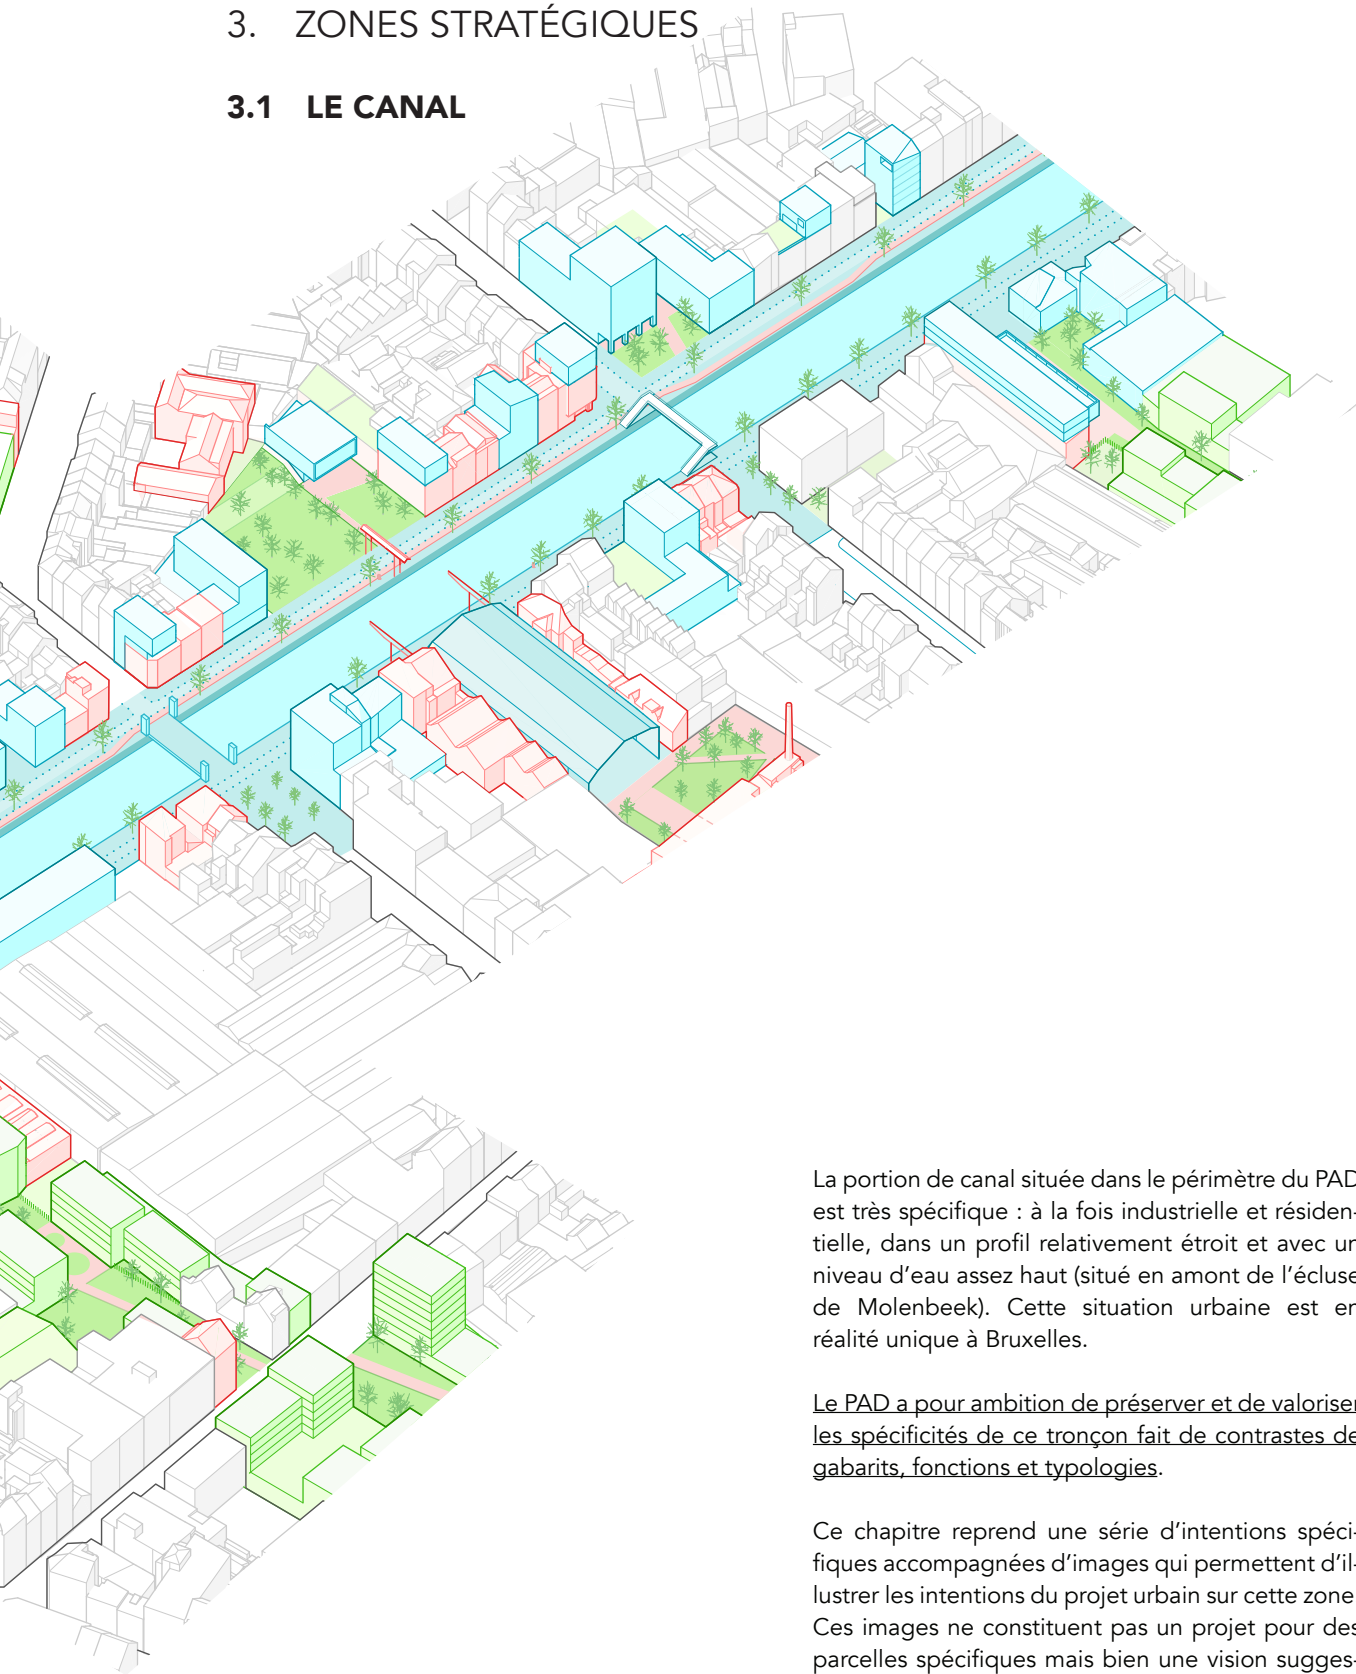 3. ZONES STRATÉGIQUES
3.1 LE CANAL
La portion de canal située dans le périmètre du PAD
est très spécifique : à la fois industrielle et résiden-
tielle, dans un profil relativement étroit et avec un
niveau d’eau assez haut (situé en amont de l’écluse
de Molenbeek). Cette situation urbaine est en
réalité unique à Bruxelles.
Le PAD a pour ambition de préserver et de valoriser
les spécificités de ce tronçon fait de contrastes de
gabarits, fonctions et typologies.
Ce chapitre reprend une série d’intentions spéci-
fiques accompagnées d’images qui permettent d’il-
lustrer les intentions du projet urbain sur cette zone
Ces images ne constituent pas un projet pour des
parcelles spécifiques mais bien une vision sugges-